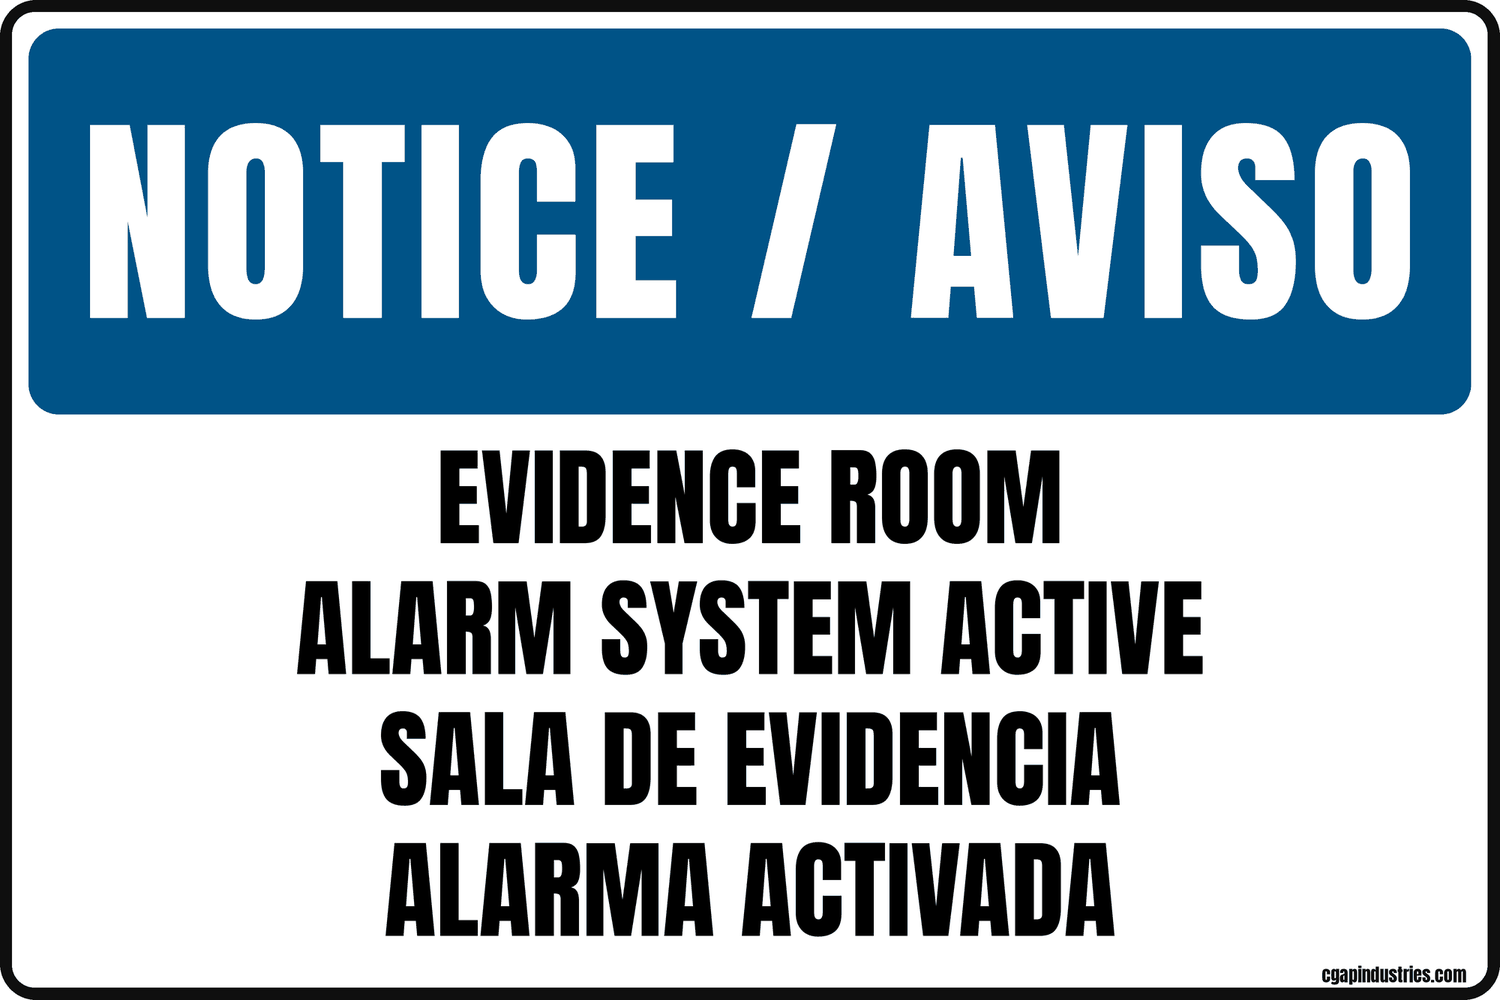 NOTICE / AVISO
EVIDENCE ROOM
ALARM SYSTEM ACTIVE
SALA DE EVIDENCIA
ALARMA ACTIVADA
cgapindustries.com